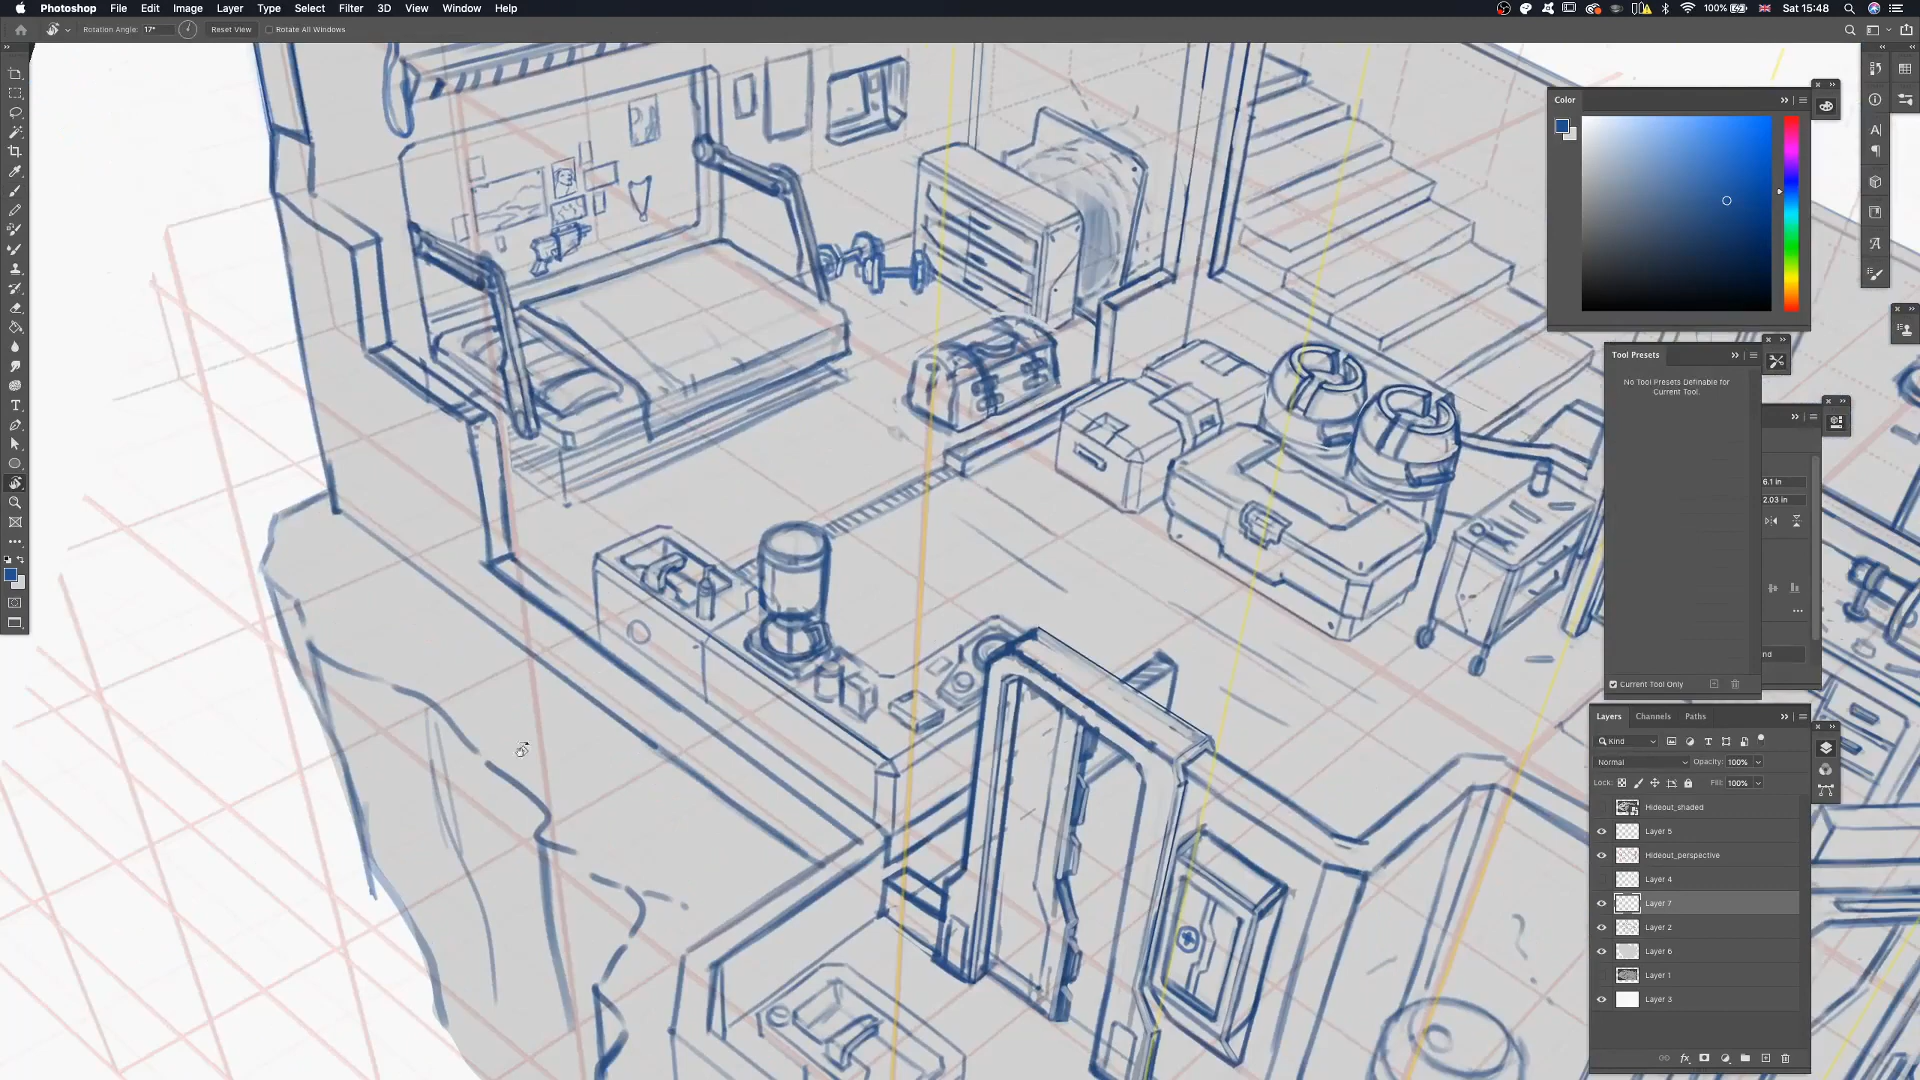 Photoshop File Edit Image Layer Type Select Filter 3D View Window Help 100% Sat 15:48
Rotation Angle: 17° Reset View Rotate All Windows
Color
Tool Presets
No Tool Presets Definable for
Current Tool.
6.1 in
2.03 in
Current Tool Only
Layers Channels Paths
Kind
Normal Opacity: 100%
Lock: Fill: 100%
Hideout_shaded
Layer 5
Hideout_perspective
Layer 4
Layer 7
Layer 2
Layer 6
Layer 1
Layer 3